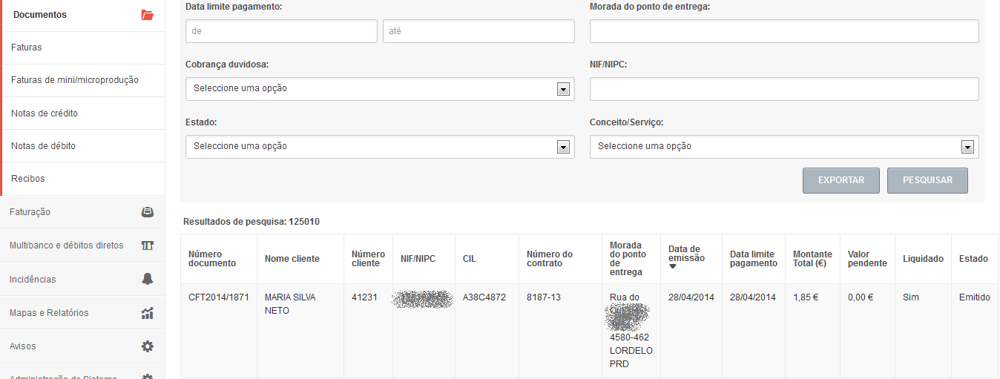 Documentos
Faturas
Faturas de mini/microprodução
Notas de crédito
Notas de débito
Recibos
Faturação
Multibanco e débitos diretos
Incidências
Mapas e Relatórios
Avisos
Administração do Sistema
Data limite pagamento:
Morada do ponto de entrega:
de
até
Cobrança duvidosa:
NIF/NIPC:
Seleccione uma opção
Estado:
Conceito/Serviço:
Seleccione uma opção
Seleccione uma opção
EXPORTAR
PESQUISAR
Resultados de pesquisa: 125010
Número
documento
Nome cliente
Número
cliente
NIF/NIPC
CIL
Número do
contrato
Morada
do ponto
de
entrega
Data de
emissão
Data limite
pagamento
Montante
Total (€)
Valor
pendente
Liquidado
Estado
CFT2014/1871
MARIA SILVA
NETO
41231
A38C4872
8187-13
Rua do
4580-462
LORDELO
PRD
28/04/2014
28/04/2014
1,85 €
0,00 €
Sim
Emitido